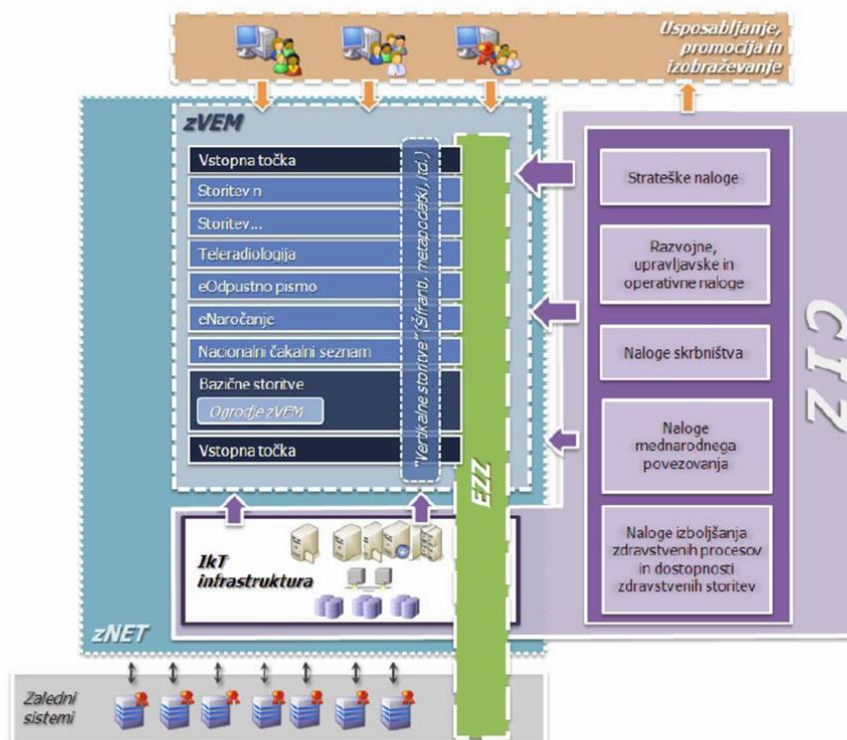 Usposabljanje,
promocija in
izobraževanje
zVEM
Vstopna točka
Storitev n
Storitev...
Teleradiologija
eOdpustno pismo
eNaročanje
Nacionalni čakalni seznam
Bazične storitve
Ogrodje zVEM
Vstopna točka
"Vertikalne storitve" (Šifranti, metapodatki, itd.)
EZZ
Strateške naloge
Razvojne,
upravljavske in
operativne naloge
Naloge skrbništva
Naloge
mednarodnega
povezovanja
Naloge izboljšanja
zdravstvenih procesov
in dostopnosti
zdravstvenih storitev
CIZ
IkT
infrastruktura
zNET
Zaledni
sistemi